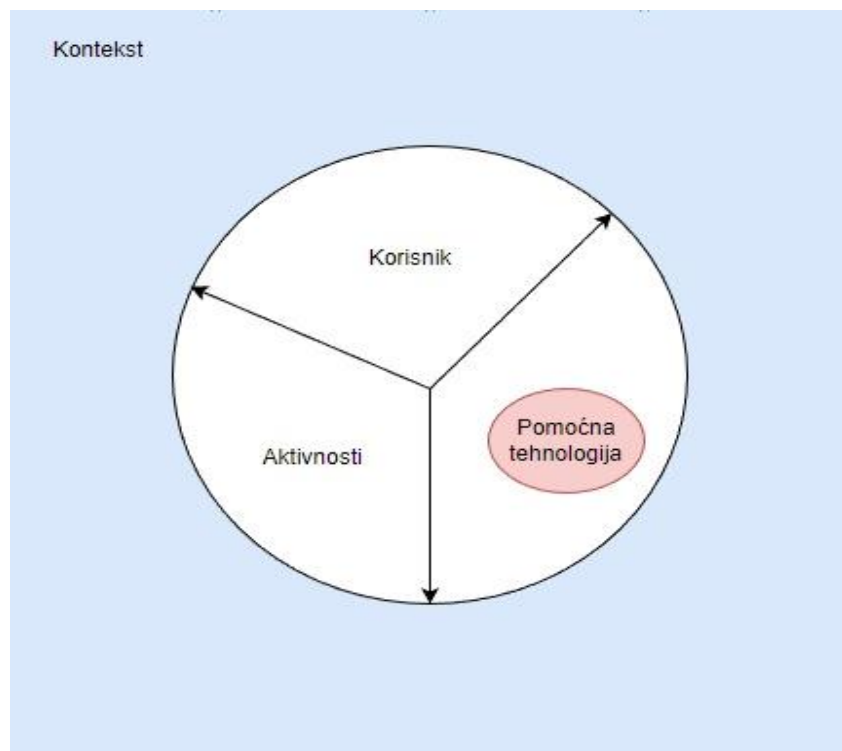 Kontekst
Korisnik
Aktivnosti
Pomoćna
tehnologija